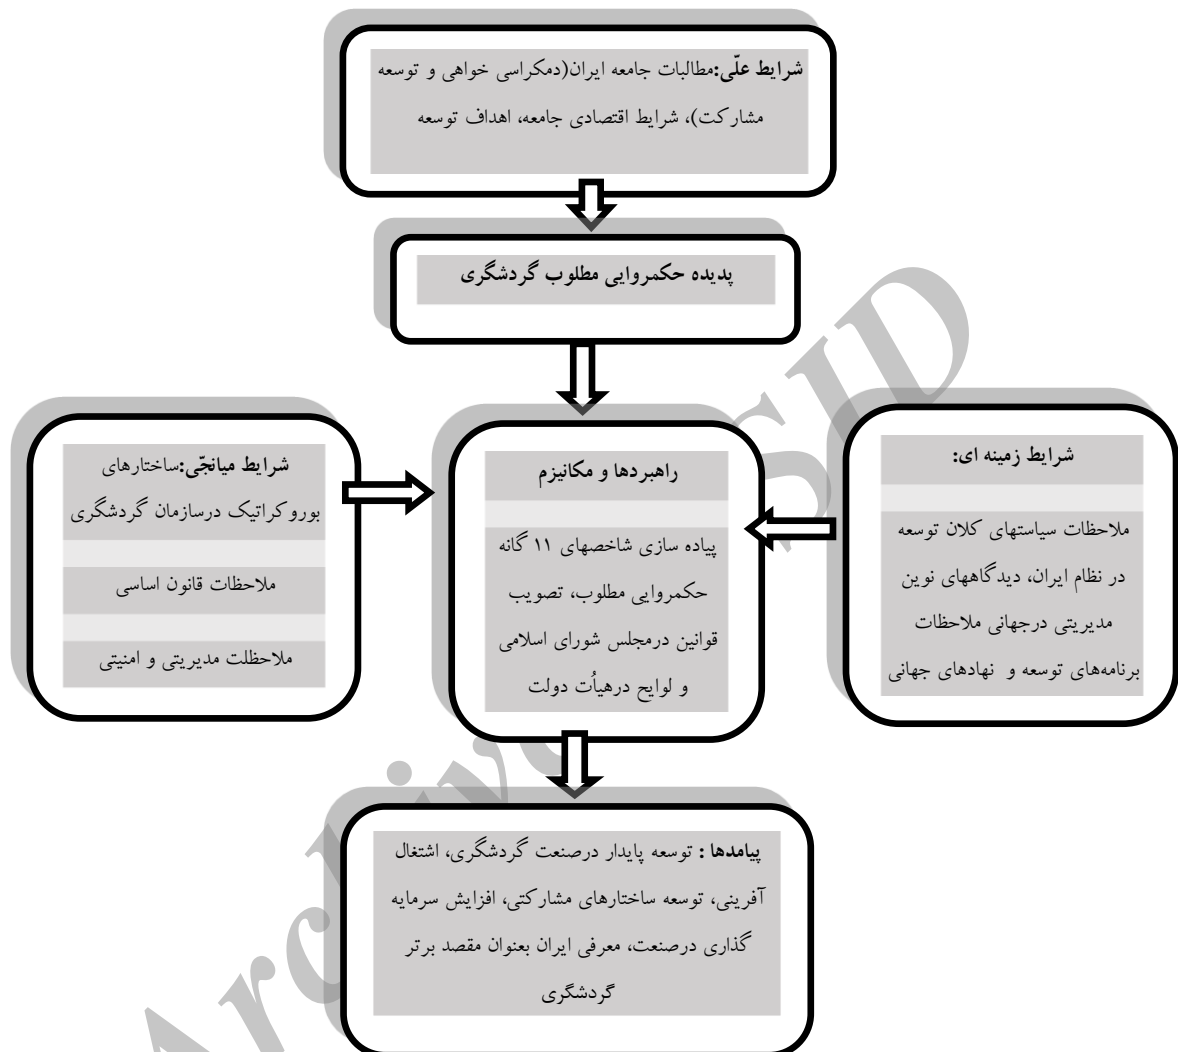 شرایط علّی:مطالبات جامعه ایران(دمکراسی خواهی و توسعه
مشارکت)، شرایط اقتصادی جامعه، اهداف توسعه
پدیده حکمروایی مطلوب گردشگری
شرایط زمینه ای:
ملاحظات سیاستهای کلان توسعه
در نظام ایران، دیدگاههای نوین
مدیریتی درجهانی ملاحظات
برنامه‌های توسعه و نهادهای جهانی
راهبردها و مکانیزم
پیاده سازی شاخصهای ۱۱ گانه
حکمروایی مطلوب، تصویب
قوانین درمجلس شورای اسلامی
و لوایح درهیأت دولت
شرایط میانجّی:ساختارهای
بوروکراتیک درسازمان گردشگری
ملاحظات قانون اساسی
ملاحظلت مدیریتی و امنیتی
پیامدها : توسعه پایدار درصنعت گردشگری، اشتغال
آفرینی، توسعه ساختارهای مشارکتی، افزایش سرمایه
گذاری درصنعت، معرفی ایران بعنوان مقصد برتر
گردشگری
Archive of SID